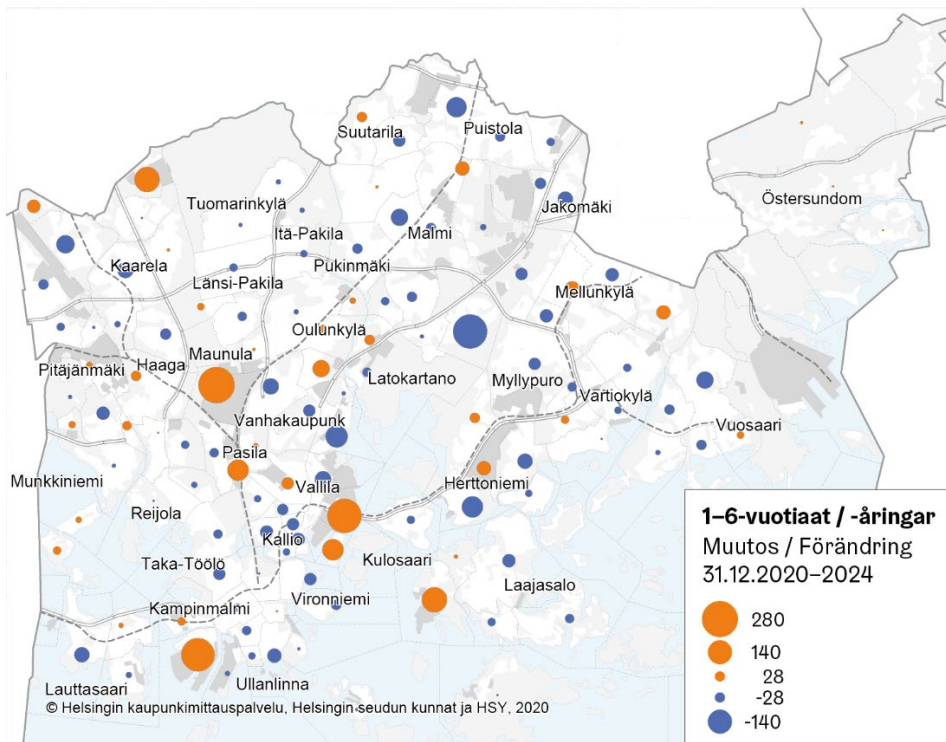 Suutarila
Puistola
Östersundom
Tuomarinkylä
Jakomäki
Itä-Pakila
Malmi
Kaarela
Pukinmäki
Länsi-Pakila
Mellunkylä
Oulunkylä
Maunula
Pitäjänmäki
Haaga
Latokartano
Myllypuro
Vartiokylä
Vanhakaupunk
Vuosaari
Pasila
Munkkiniemi
Vallila
Herttoniemi
Reijola
Kallio
Taka-Töölö
Kulosaari
Laajasalo
Kampinmalmi
Vironniemi
Lauttasaari
Ullanlinna
© Helsingin kaupunkimittauspalvelu, Helsingin seudun kunnat ja HSY, 2020
1–6-vuotiaat / -åringar
Muutos / Förändring
31.12.2020–2024
280
140
28
-28
-140